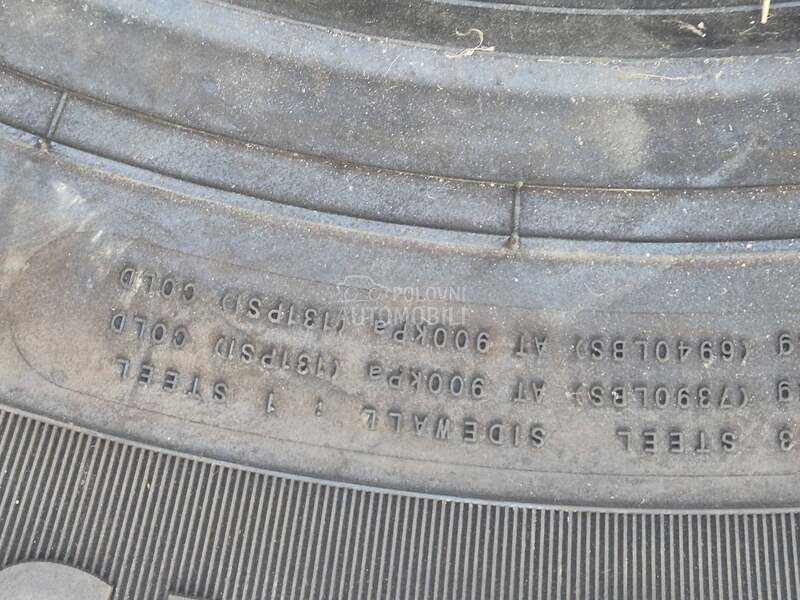 3 STEEL SIDEWALL : 1 STEEL
g (7390LBS) AT 900kPa (131PSI) COLD
g (6940LBS) AT 900kPa (131PSI) COLD
POLOVNI
AUTOMOBILI